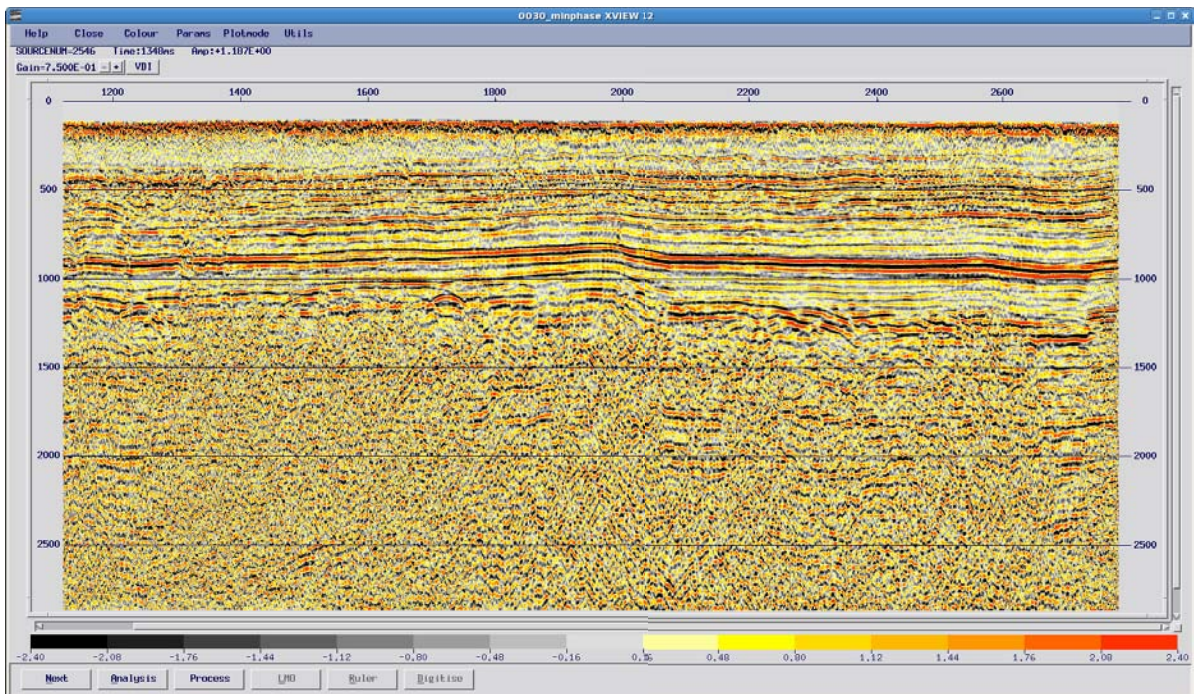 0030_minphase XVIEW 12
Help Close Colour Params Plotmode Utils
SOURCENUM=2546 Time:1348ms Amp:+1.187E+00
Gain=7.500E-01 - + VDI
0 1200 1400 1600 1800 2000 2200 2400 2600 0
500 500
1000 1000
1500 1500
2000 2000
2500 2500
-2.40 -2.08 -1.76 -1.44 -1.12 -0.80 -0.48 -0.16 0.16 0.48 0.80 1.12 1.44 1.76 2.08 2.40
Next Analysis Process LMO Ruler Digitise